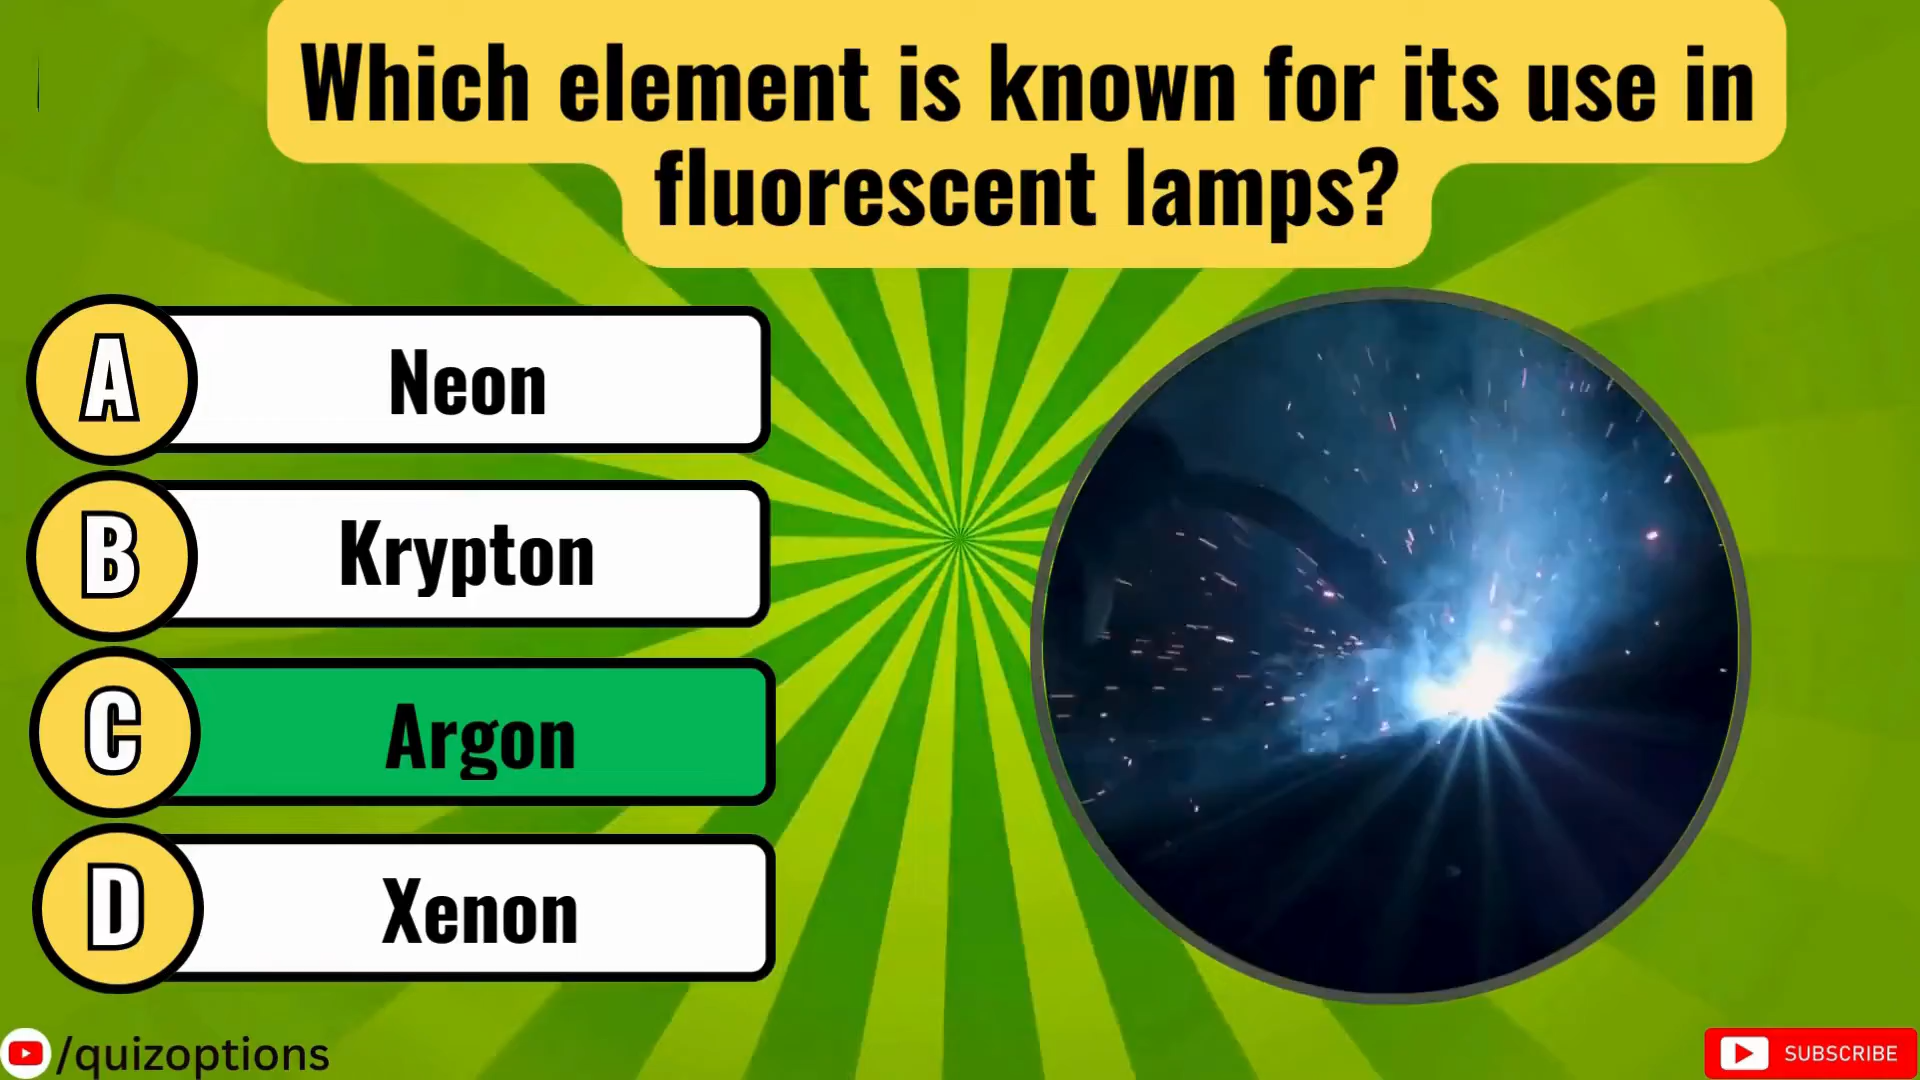 Which element is known for its use in
fluorescent lamps?
A
Neon
B
Krypton
C
Argon
D
Xenon
/quizoptions
SUBSCRIBE